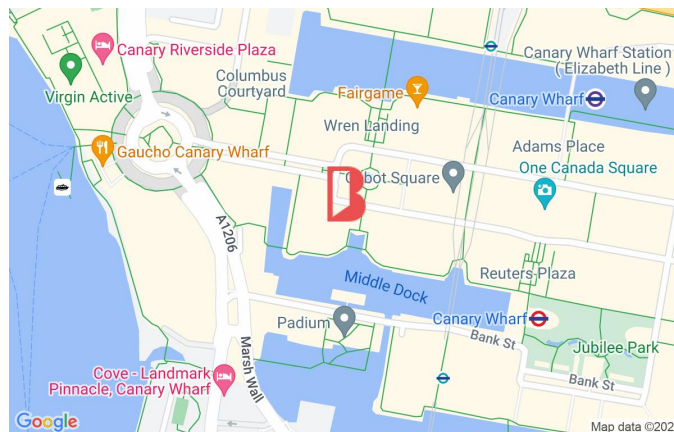 Canary Riverside Plaza
Virgin Active
Columbus
Courtyard
Fairgame
Canary Wharf Station
( Elizabeth Line )
Canary Wharf
Wren Landing
Adams Place
Gaucho Canary Wharf
Cabot Square
One Canada Square
B
A1206
Middle Dock
Reuters Plaza
Canary Wharf
Padium
Bank St
Jubilee Park
Marsh Wall
Cove - Landmark
Pinnacle, Canary Wharf
Bank St
Google
Map data ©202